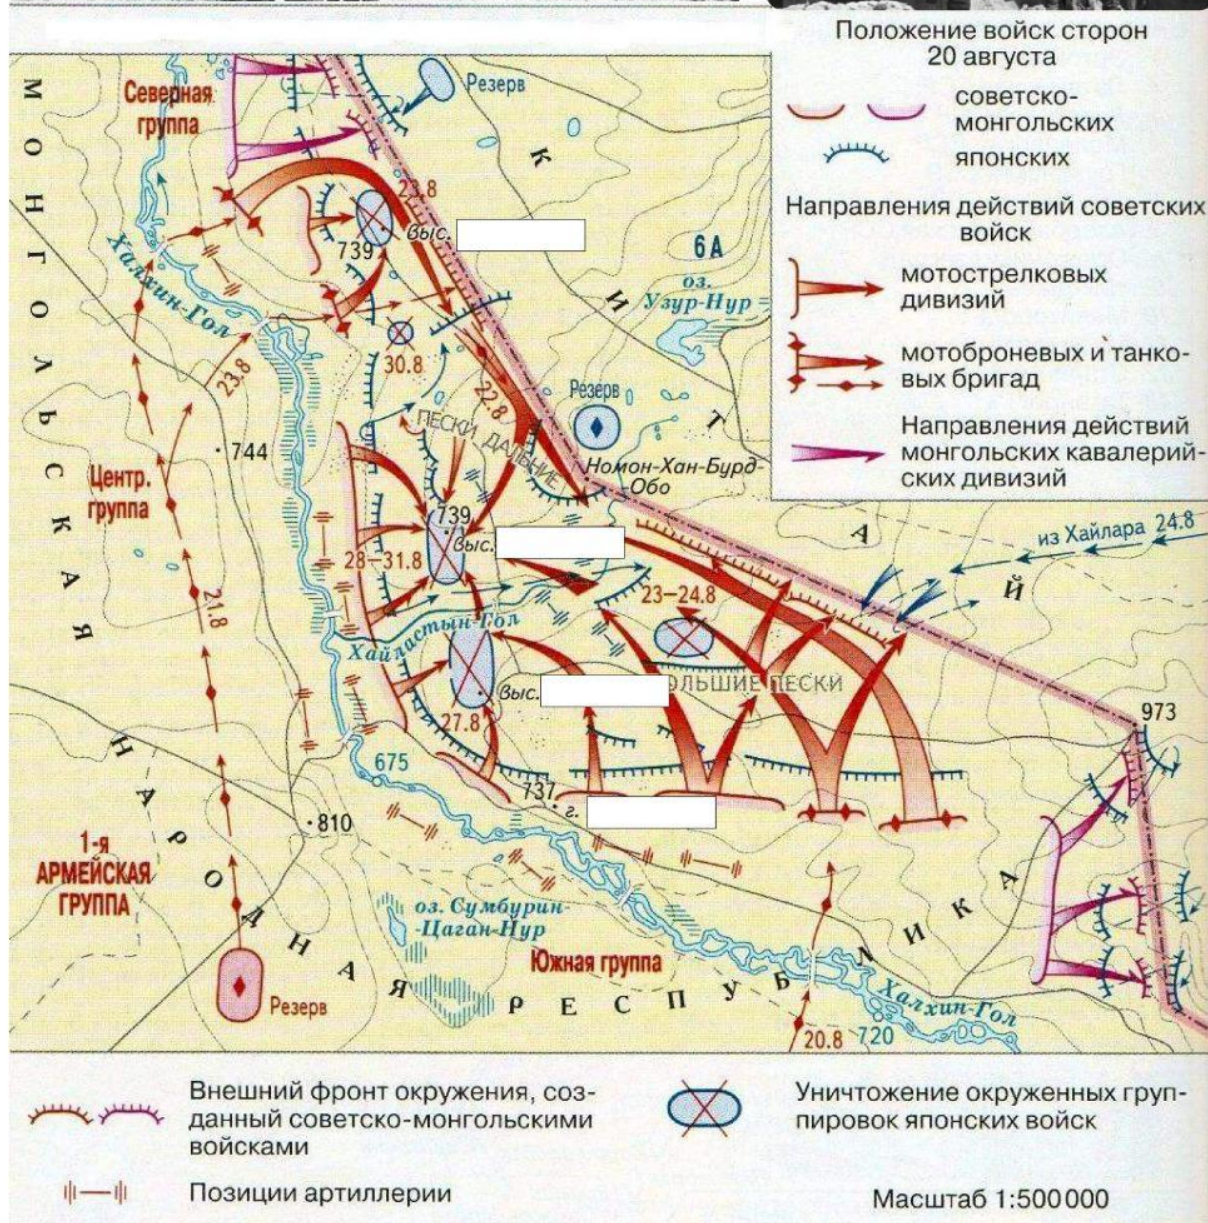 Положение войск сторон
20 августа
советско-
монгольских
японских
Направления действий советских
войск
мотострелковых
дивизий
мотоброневых и танко-
вых бригад
Направления действий
монгольских кавалерий-
ских дивизий
МОНГОЛЬСКАЯ
НАРОДНАЯ
РЕСПУБЛИКА
КИТАЙ
Северная
группа
Резерв
23.8
выс.
739
6А
оз.
Узур-Нур
Халхин-Гол
30.8
23.8
22.8
Резерв
ПЕСКИ ДАЛЬНИЕ
Номон-Хан-Бурд-
-Обо
744
Центр.
группа
739
выс.
из Хайлара 24.8
28–31.8
23–24.8
21.8
Хайластын-Гол
выс.
ОЛЬШИЕ ПЕСКИ
27.8
973
675
737
г.
810
1-я
АРМЕЙСКАЯ
ГРУППА
оз. Сумбурин-
-Цаган-Нур
Южная группа
Резерв
Халхин-Гол
20.8
720
Внешний фронт окружения, соз-
данный советско-монгольскими
войсками
Уничтожение окруженных груп-
пировок японских войск
Позиции артиллерии
Масштаб 1:500 000